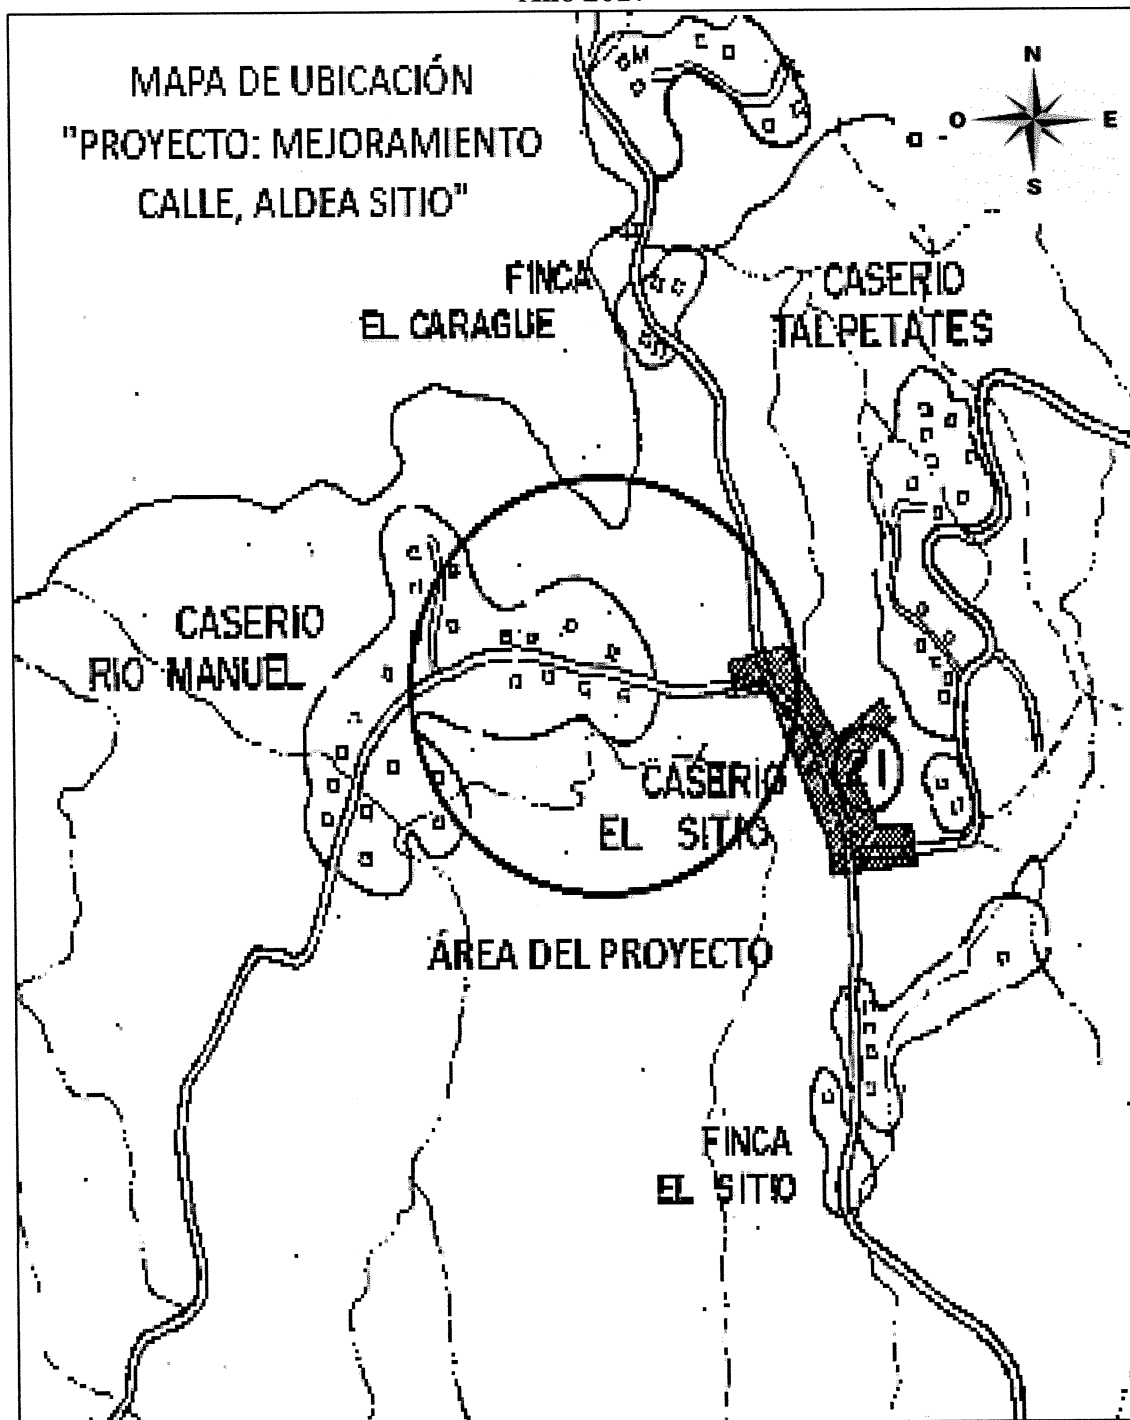 MAPA DE UBICACIÓN
"PROYECTO: MEJORAMIENTO
CALLE, ALDEA SITIO"
N
O
E
S
FINCA
EL CARAGUE
CASERIO
TALPETATES
CASERIO
RIO MANUEL
CASERIO
EL SITIO
ÁREA DEL PROYECTO
FINCA
EL SITIO